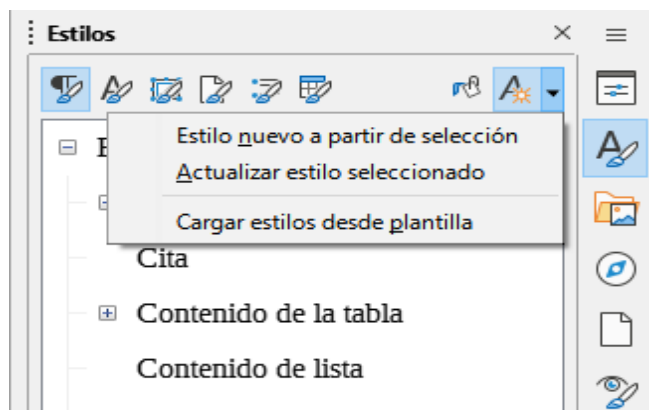 Estilos
Estilo nuevo a partir de selección
Actualizar estilo seleccionado
Cargar estilos desde plantilla
Cita
Contenido de la tabla
Contenido de lista